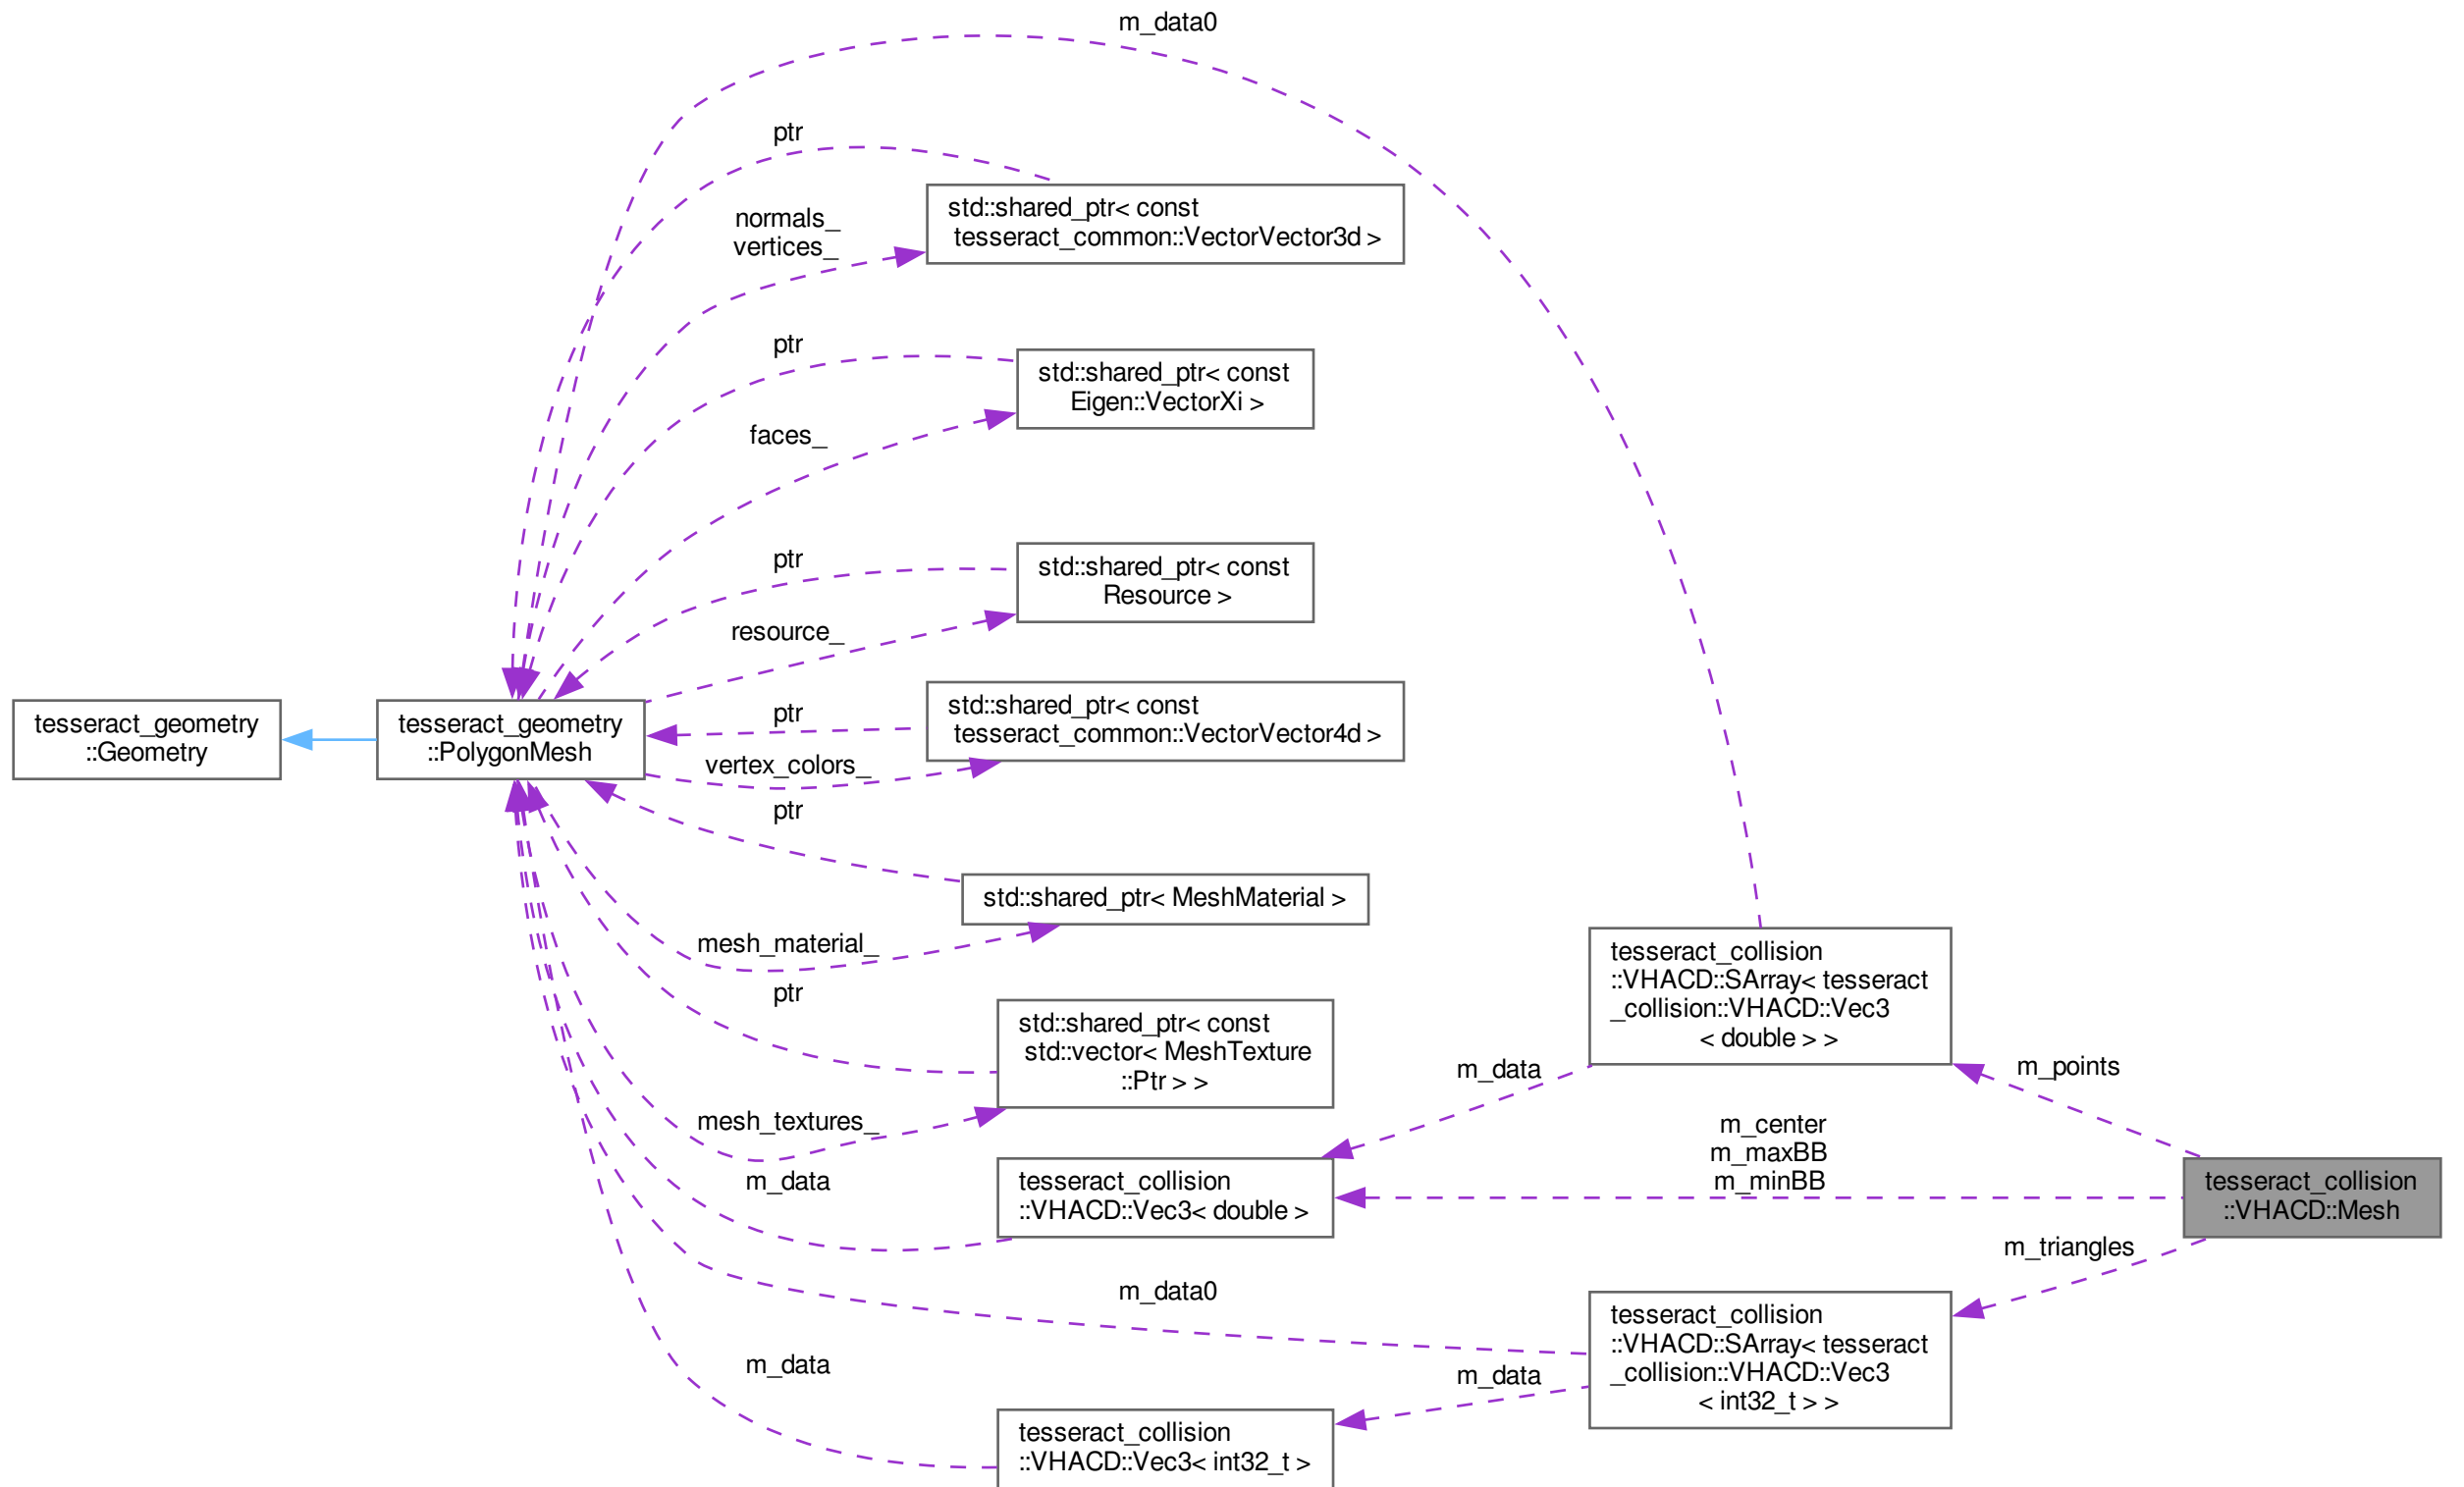 m_data0
ptr
std::shared_ptr< const
tesseract_common::VectorVector3d >
normals_
vertices_
ptr
std::shared_ptr< const
Eigen::VectorXi >
faces_
ptr
std::shared_ptr< const
Resource >
resource_
tesseract_geometry
::Geometry
tesseract_geometry
::PolygonMesh
ptr
std::shared_ptr< const
tesseract_common::VectorVector4d >
vertex_colors_
ptr
std::shared_ptr< MeshMaterial >
mesh_material_
ptr
std::shared_ptr< const
std::vector< MeshTexture
::Ptr > >
mesh_textures_
m_data
tesseract_collision
::VHACD::Vec3< double >
tesseract_collision
::VHACD::SArray< tesseract
_collision::VHACD::Vec3
< double > >
m_data
m_points
m_center
m_maxBB
m_minBB
tesseract_collision
::VHACD::Mesh
m_triangles
m_data0
tesseract_collision
::VHACD::SArray< tesseract
_collision::VHACD::Vec3
< int32_t > >
m_data
m_data
tesseract_collision
::VHACD::Vec3< int32_t >